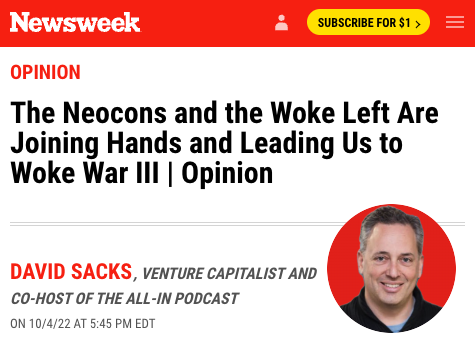 Newsweek
SUBSCRIBE FOR $1 >
OPINION
The Neocons and the Woke Left Are
Joining Hands and Leading Us to
Woke War III | Opinion
DAVID SACKS, VENTURE CAPITALIST AND
CO-HOST OF THE ALL-IN PODCAST
ON 10/4/22 AT 5:45 PM EDT